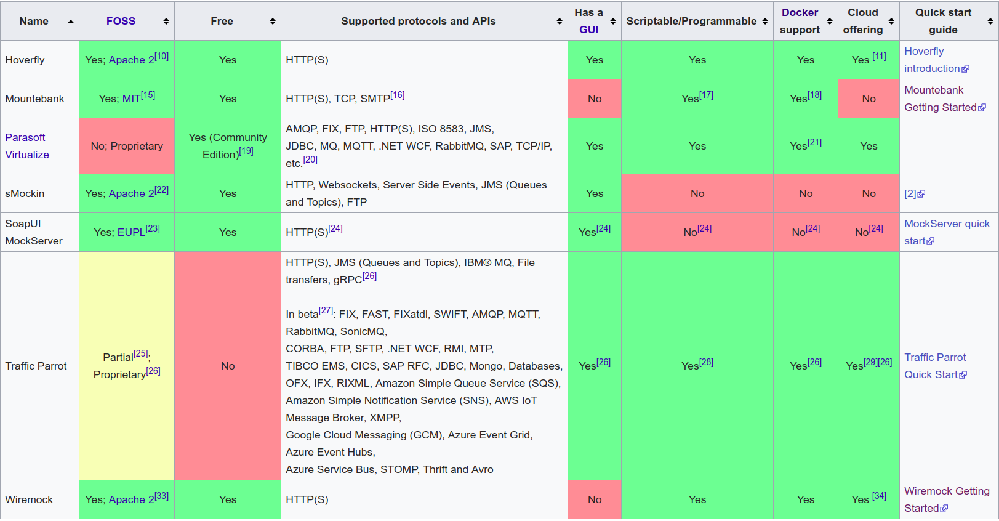 Name FOSS Free Supported protocols and APIs Has a GUI Scriptable/Programmable Docker support Cloud offering Quick start guide
Hoverfly
Yes; Apache 2[10]
Yes
HTTP(S)
Yes
Yes
Yes
Yes [11]
Hoverfly
introduction
Mountebank
Yes; MIT[15]
Yes
HTTP(S), TCP, SMTP[16]
No
Yes[17]
Yes[18]
No
Mountebank
Getting Started
Parasoft
Virtualize
No; Proprietary
Yes (Community
Edition)[19]
AMQP, FIX, FTP, HTTP(S), ISO 8583, JMS,
JDBC, MQ, MQTT, .NET WCF, RabbitMQ, SAP, TCP/IP,
etc.[20]
Yes
Yes
Yes[21]
Yes
sMockin
Yes; Apache 2[22]
Yes
HTTP, Websockets, Server Side Events, JMS (Queues
and Topics), FTP
Yes
No
No
No
[2]
SoapUI
MockServer
Yes; EUPL[23]
Yes
HTTP(S)[24]
Yes[24]
No[24]
No[24]
No[24]
MockServer quick
start
Traffic Parrot
Partial[25];
Proprietary[26]
No
HTTP(S), JMS (Queues and Topics), IBM® MQ, File
transfers, gRPC[26]
In beta[27]: FIX, FAST, FIXatdl, SWIFT, AMQP, MQTT,
RabbitMQ, SonicMQ,
CORBA, FTP, SFTP, .NET WCF, RMI, MTP,
TIBCO EMS, CICS, SAP RFC, JDBC, Mongo, Databases,
OFX, IFX, RIXML, Amazon Simple Queue Service (SQS),
Amazon Simple Notification Service (SNS), AWS IoT
Message Broker, XMPP,
Google Cloud Messaging (GCM), Azure Event Grid,
Azure Event Hubs,
Azure Service Bus, STOMP, Thrift and Avro
Yes[26]
Yes[28]
Yes[26]
Yes[29][26]
Traffic Parrot
Quick Start
Wiremock
Yes; Apache 2[33]
Yes
HTTP(S)
No
Yes
Yes
Yes [34]
Wiremock Getting
Started